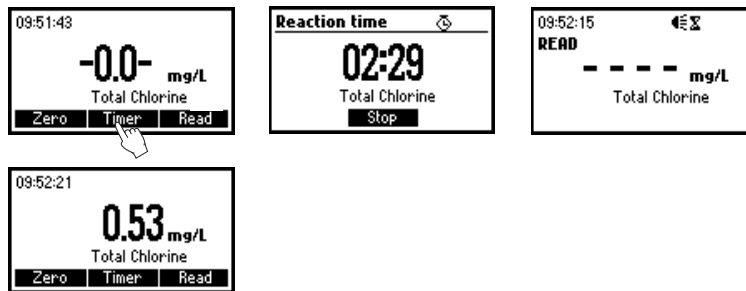 09:51:43
-0.0- mg/L
Total Chlorine
Zero Timer Read
Reaction time
02:29
Total Chlorine
Stop
09:52:15
READ
- - - - mg/L
Total Chlorine
09:52:21
0.53 mg/L
Total Chlorine
Zero Timer Read